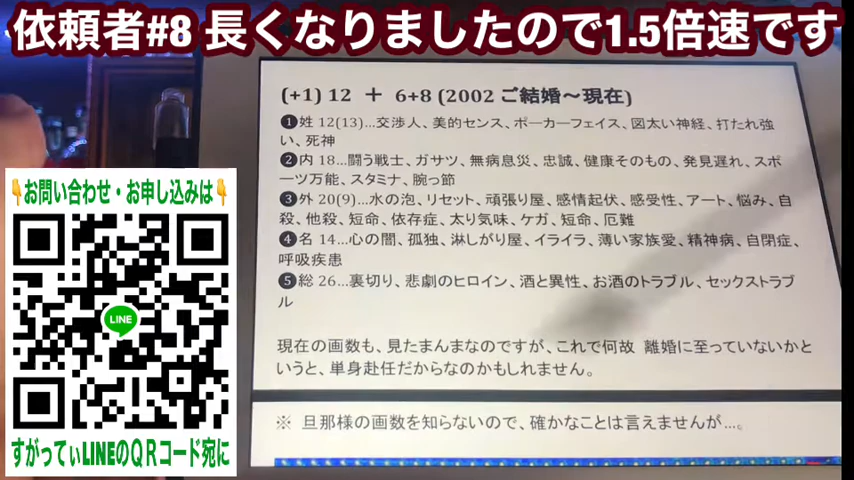 依頼者#8 長くなりましたので1.5倍速です
(+1) 12 ＋ 6+8 (2002 ご結婚～現在)
❶姓 12(13)…交渉人、美的センス、ポーカーフェイス、図太い神経、打たれ強
い、死神
❷内 18…闘う戦士、ガサツ、無病息災、忠誠、健康そのもの、発見遅れ、スポ
ーツ万能、スタミナ、腕っ節
❸外 20(9)…水の泡、リセット、頑張り屋、感情起伏、感受性、アート、悩み、自
殺、他殺、短命、依存症、太り気味、ケガ、短命、厄難
❹名 14…心の闇、孤独、淋しがり屋、イライラ、薄い家族愛、精神病、自閉症、
呼吸疾患
❺総 26…裏切り、悲劇のヒロイン、酒と異性、お酒のトラブル、セックストラブ
ル
現在の画数も、見たまんまなのですが、これで何故 離婚に至っていないかと
いうと、単身赴任だからなのかもしれません。
※ 旦那様の画数を知らないので、確かなことは言えませんが…。
👇お問い合わせ・お申し込みは👇
LINE
すがってぃLINEのQRコード宛に